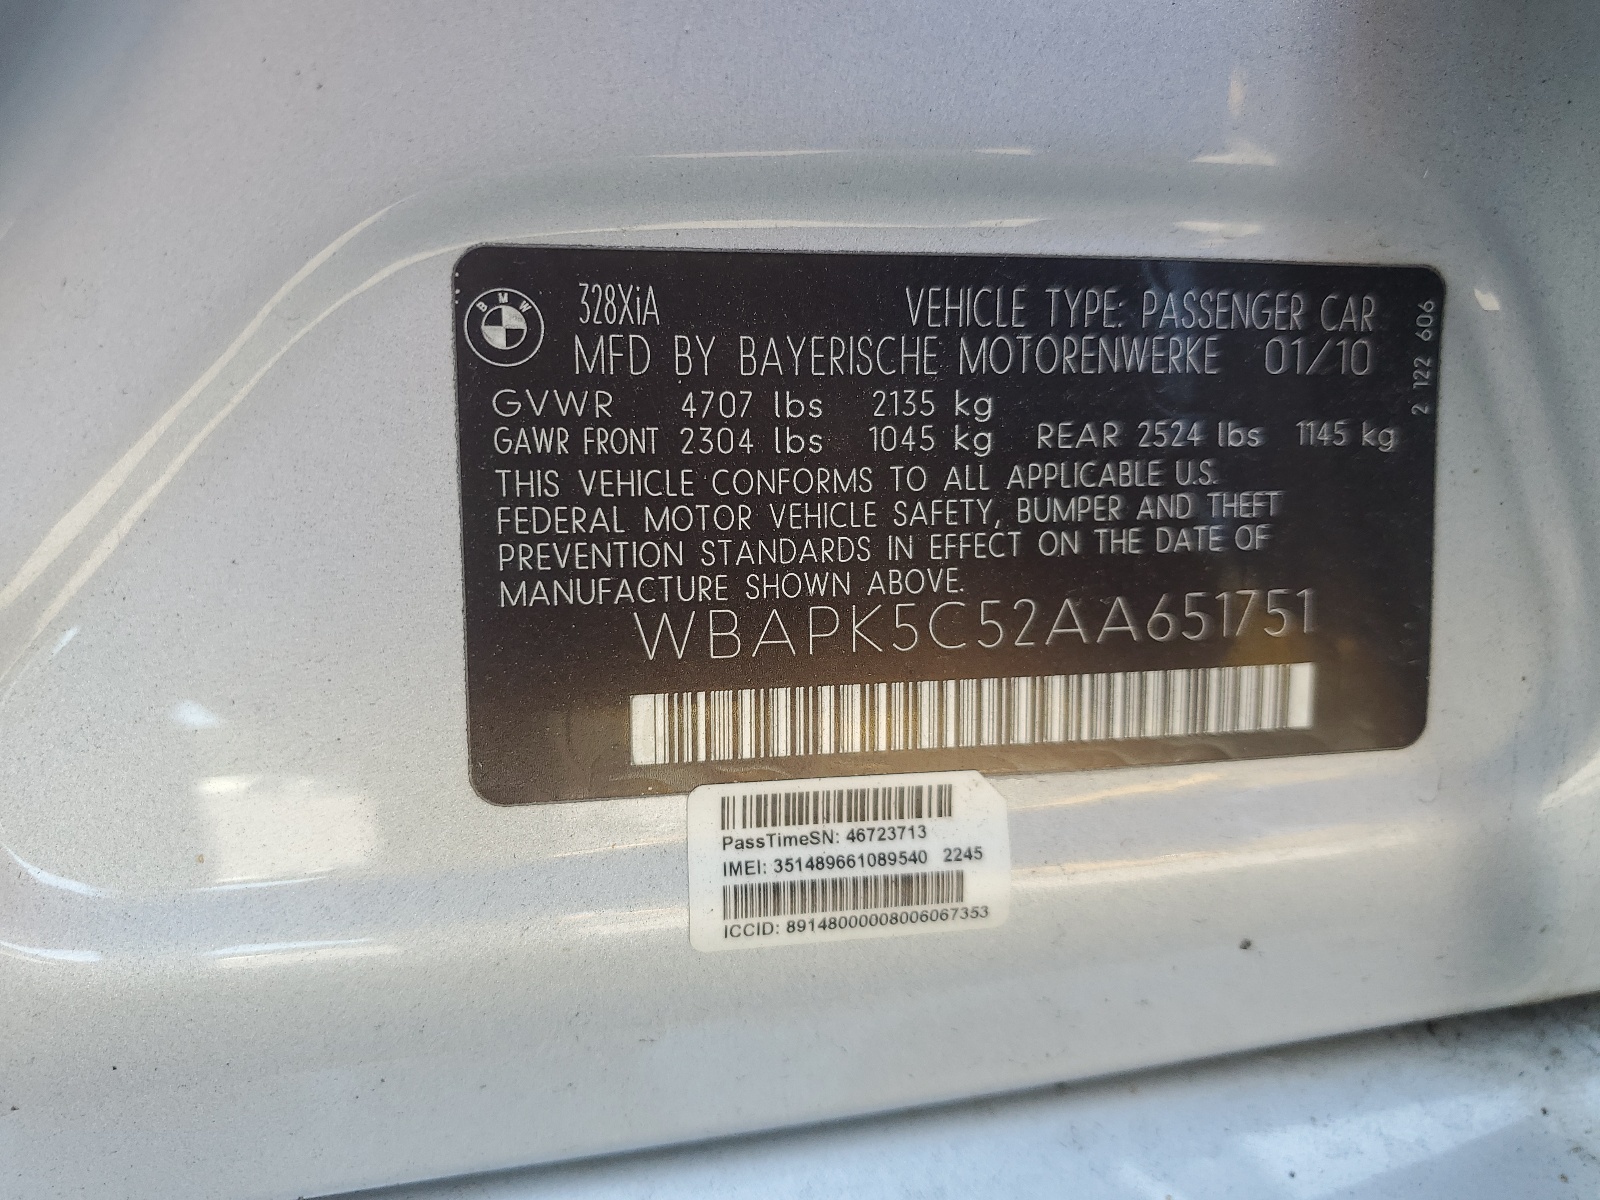 BMW
328XiA VEHICLE TYPE: PASSENGER CAR
MFD BY BAYERISCHE MOTORENWERKE 01/10
GVWR 4707 lbs 2135 kg
GAWR FRONT 2304 lbs 1045 kg REAR 2524 lbs 1145 kg
THIS VEHICLE CONFORMS TO ALL APPLICABLE U.S.
FEDERAL MOTOR VEHICLE SAFETY, BUMPER AND THEFT
PREVENTION STANDARDS IN EFFECT ON THE DATE OF
MANUFACTURE SHOWN ABOVE.
WBAPK5C52AA651751
2 122 606
PassTimeSN: 46723713
IMEI: 351489661089540 2245
ICCID: 89148000008006067353